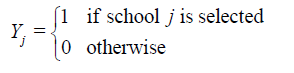 Y_j = {1 if school j is selected
0 otherwise